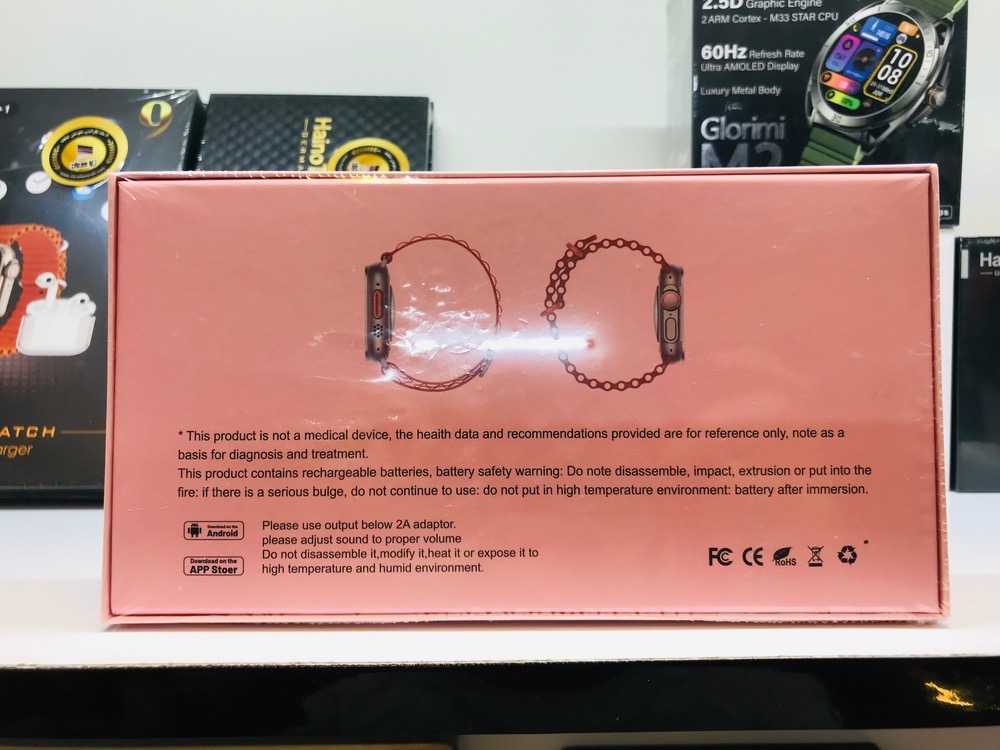 2.5D Graphic Engine
2 ARM Cortex - M33 STAR CPU
60Hz Refresh Rate
Ultra AMOLED Display
Luxury Metal Body
Glorimi
M2
10
08
9
Haino
Ha
ATCH
arger
* This product is not a medical device, the health data and recommendations provided are for reference only, note as a
basis for diagnosis and treatment.
This product contains rechargeable batteries, battery safety warning: Do note disassemble, impact, extrusion or put into the
fire: if there is a serious bulge, do not continue to use: do not put in high temperature environment: battery after immersion.
Download on the
Android
Download on the
APP Stoer
Please use output below 2A adaptor.
please adjust sound to proper volume
Do not disassemble it,modify it,heat it or expose it to
high temperature and humid environment.
FC CE RoHS